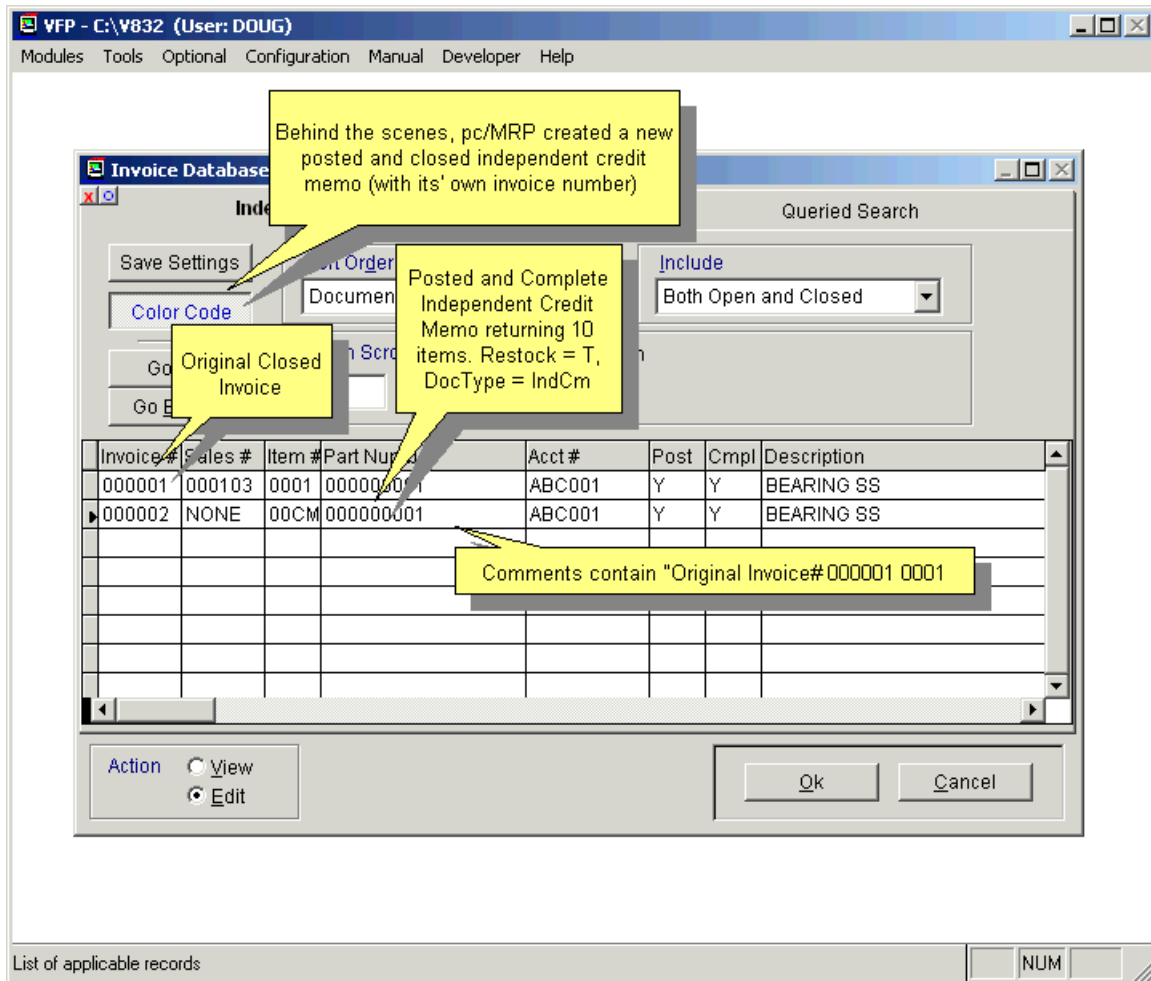 VFP - C:\V832 (User: DOUG)
Modules Tools Optional Configuration Manual Developer Help
Behind the scenes, pc/MRP created a new
posted and closed independent credit
memo (with its' own invoice number)
Invoice Database
Queried Search
Save Settings
Color Code
Include
Both Open and Closed
Posted and Complete
Independent Credit
Memo returning 10
items. Restock = T,
DocType = IndCm
Original Closed
Invoice
Go
Go
Invoice # Sales # Item # Part Acct # Post Cmpl Description
000001 000103 0001 000000001 ABC001 Y Y BEARING SS
000002 NONE 00CM 000000001 ABC001 Y Y BEARING SS
Comments contain "Original Invoice# 000001 0001
Action View
Edit
Ok Cancel
List of applicable records NUM